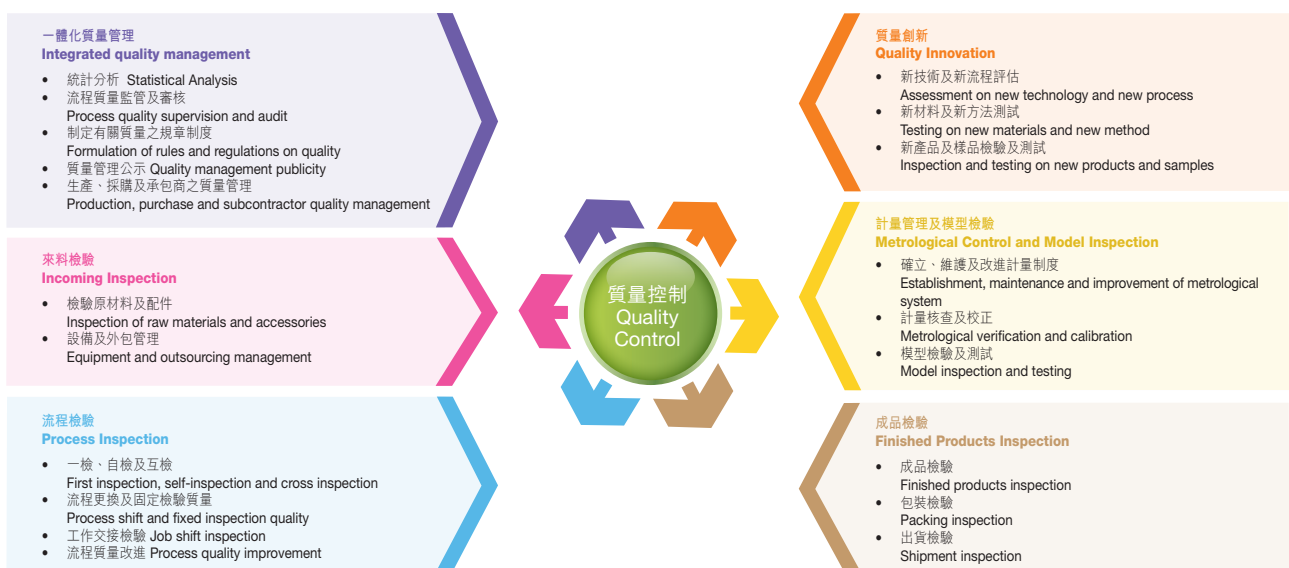 一體化質量管理
Integrated quality management
• 統計分析 Statistical Analysis
• 流程質量監管及審核
Process quality supervision and audit
• 制定有關質量之規章制度
Formulation of rules and regulations on quality
• 質量管理公示 Quality management publicity
• 生產、採購及承包商之質量管理
Production, purchase and subcontractor quality management
來料檢驗
Incoming Inspection
• 檢驗原材料及配件
Inspection of raw materials and accessories
• 設備及外包管理
Equipment and outsourcing management
流程檢驗
Process Inspection
• 一檢、自檢及互檢
First inspection, self-inspection and cross inspection
• 流程更換及固定檢驗質量
Process shift and fixed inspection quality
• 工作交接檢驗 Job shift inspection
• 流程質量改進 Process quality improvement
質量控制
Quality
Control
質量創新
Quality Innovation
• 新技術及新流程評估
Assessment on new technology and new process
• 新材料及新方法測試
Testing on new materials and new method
• 新產品及樣品檢驗及測試
Inspection and testing on new products and samples
計量管理及模型檢驗
Metrological Control and Model Inspection
• 確立、維護及改進計量制度
Establishment, maintenance and improvement of metrological
system
• 計量核查及校正
Metrological verification and calibration
• 模型檢驗及測試
Model inspection and testing
成品檢驗
Finished Products Inspection
• 成品檢驗
Finished products inspection
• 包裝檢驗
Packing inspection
• 出貨檢驗
Shipment inspection